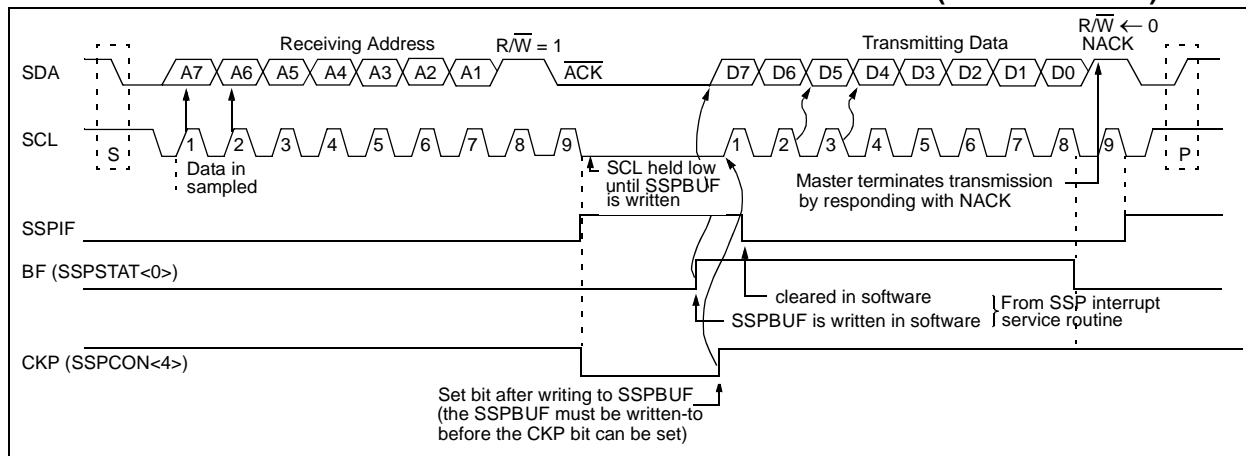 R/W ← 0
Receiving Address
R/W = 1
Transmitting Data
NACK
SDA
A7 A6 A5 A4 A3 A2 A1
ACK
D7 D6 D5 D4 D3 D2 D1 D0
SCL
S
1 2 3 4 5 6 7 8 9
1 2 3 4 5 6 7 8 9
P
Data in
sampled
SCL held low
until SSPBUF
is written
Master terminates transmission
by responding with NACK
SSPIF
BF (SSPSTAT<0>)
cleared in software
SSPBUF is written in software
From SSP interrupt
service routine
CKP (SSPCON<4>)
Set bit after writing to SSPBUF
(the SSPBUF must be written-to
before the CKP bit can be set)